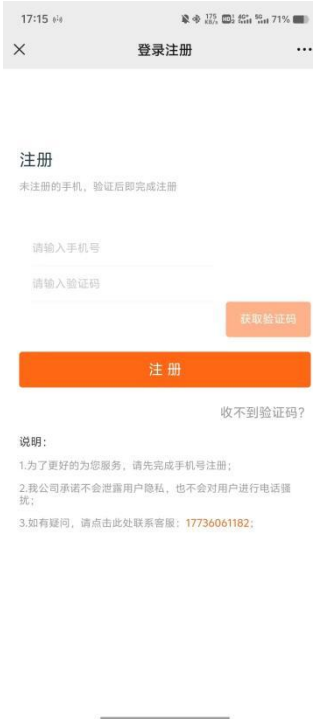 17:15
175 KB/s HD 4G+ 5G 71%
登录注册
注册
未注册的手机，验证后即完成注册
请输入手机号
请输入验证码
获取验证码
注 册
收不到验证码?
说明：
1.为了更好的为您服务，请先完成手机号注册；
2.我公司承诺不会泄露用户隐私，也不会对用户进行电话骚
扰；
3.如有疑问，请点击此处联系客服：17736061182；